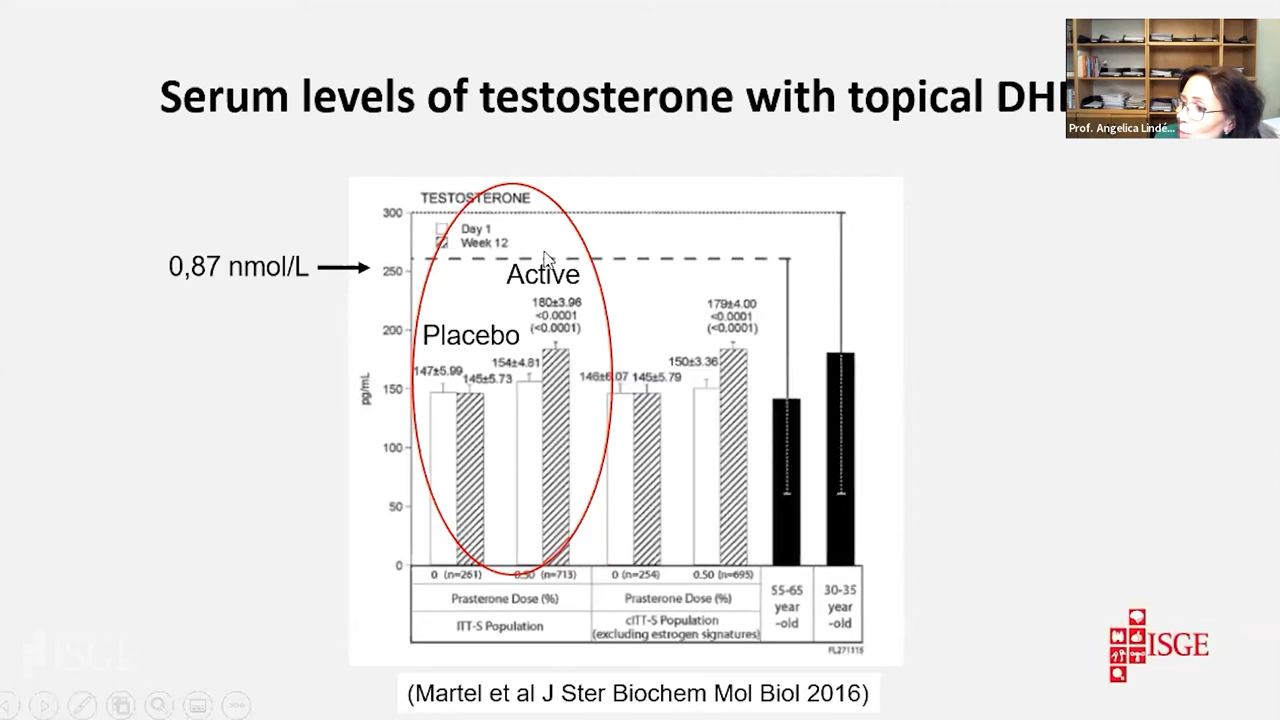 Serum levels of testosterone with topical DHE
Prof. Angelica Lindé...
TESTOSTERONE
300
Day 1
Week 12
0,87 nmol/L
250
Active
180±3.96
<0.0001
(<0.0001)
179±4.00
<0.0001
(<0.0001)
200
Placebo
147±5.99
145±5.73
154±4.81
146±6.07
145±5.79
150±3.36
150
pg/mL
100
50
0
0 (n=261)
0.50 (n=713)
0 (n=254)
0.50 (n=695)
Prasterone Dose (%)
Prasterone Dose (%)
ITT-S Population
cITT-S Population
(excluding estrogen signatures)
55-65
year
-old
30-35
year
-old
ISGE
ISGE
(Martel et al J Ster Biochem Mol Biol 2016)